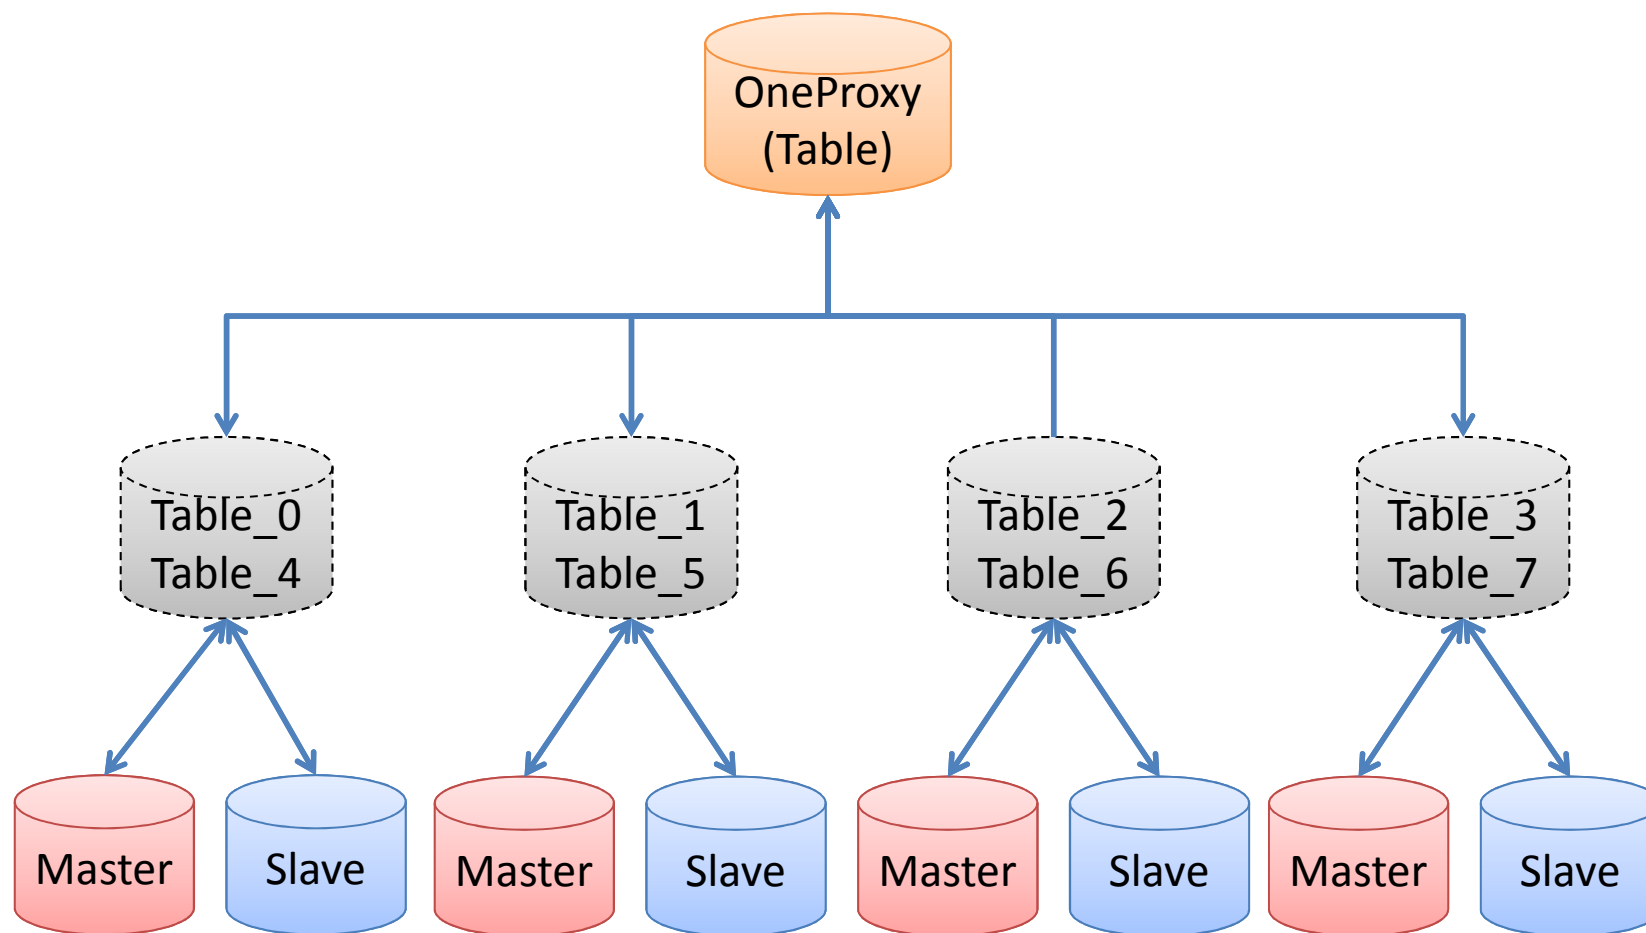 OneProxy
(Table)
Table_0
Table_4
Table_1
Table_5
Table_2
Table_6
Table_3
Table_7
Master
Slave
Master
Slave
Master
Slave
Master
Slave